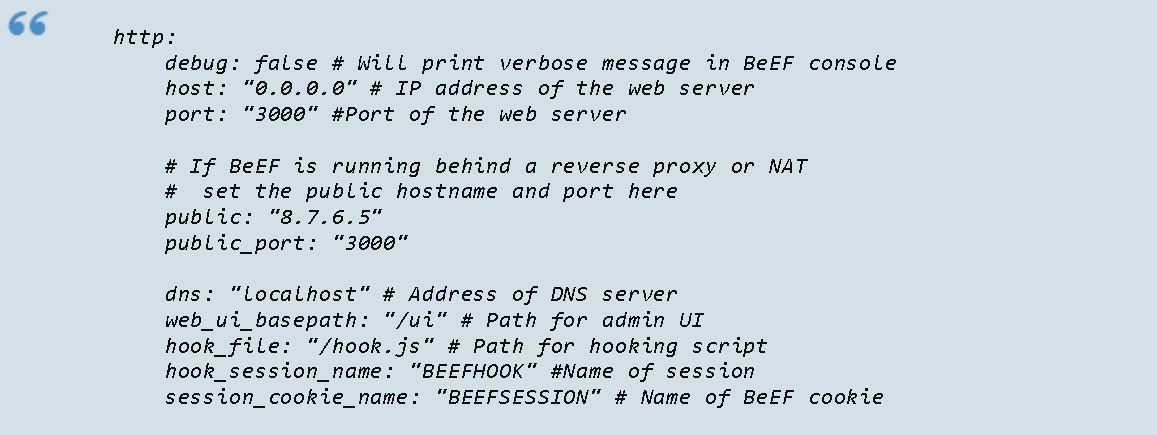 “
http:
debug: false # Will print verbose message in BeEF console
host: "0.0.0.0" # IP address of the web server
port: "3000" #Port of the web server
# If BeEF is running behind a reverse proxy or NAT
#  set the public hostname and port here
public: "8.7.6.5"
public_port: "3000"
dns: "localhost" # Address of DNS server
web_ui_basepath: "/ui" # Path for admin UI
hook_file: "/hook.js" # Path for hooking script
hook_session_name: "BEEFHOOK" #Name of session
session_cookie_name: "BEEFSESSION" # Name of BeEF cookie